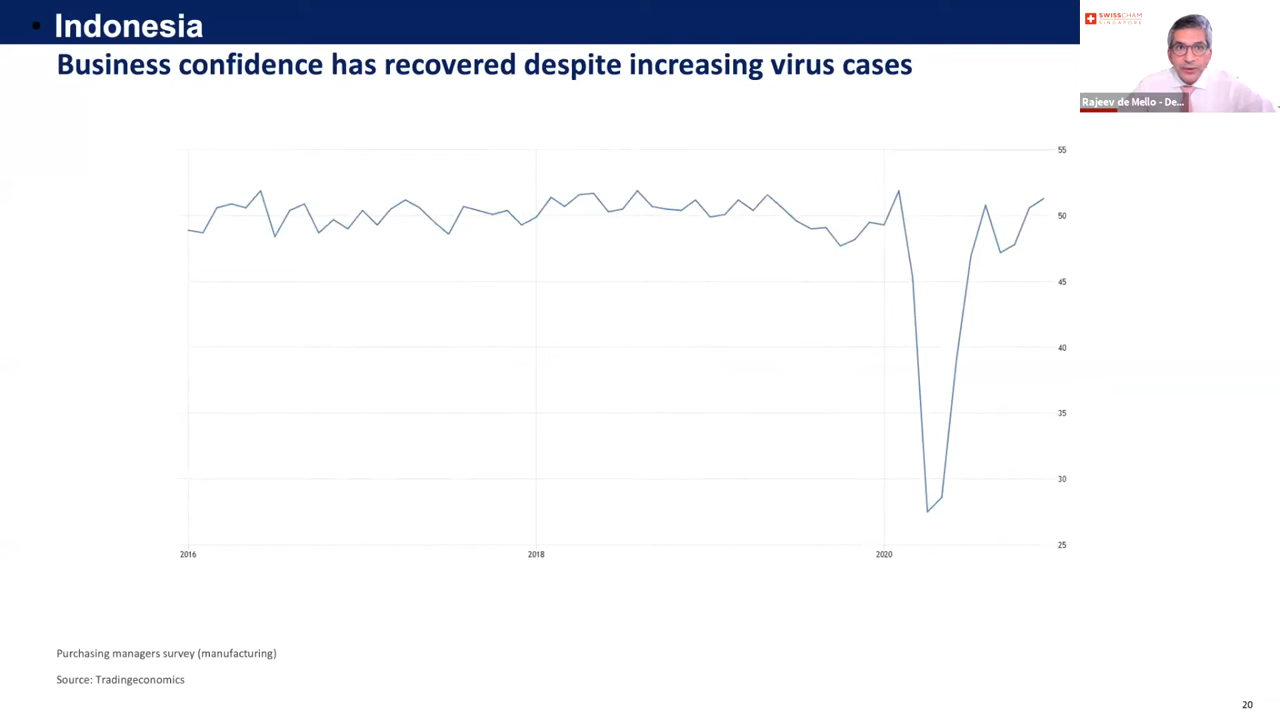 • Indonesia
Business confidence has recovered despite increasing virus cases
SWISSCHAM
SINGAPORE
Rajeev de Mello - De...
55
50
45
40
35
30
25
2016
2018
2020
Purchasing managers survey (manufacturing)
Source: Tradingeconomics
20